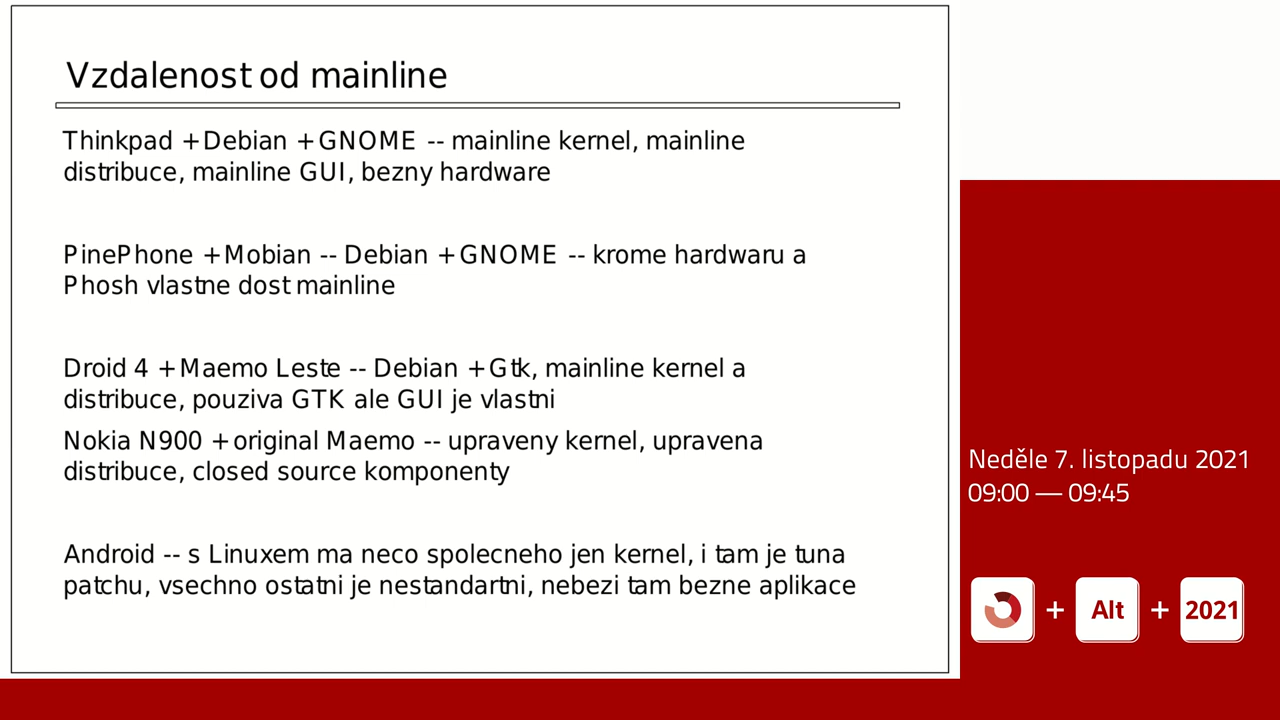 Vzdalenost od mainline
Thinkpad + Debian + GNOME -- mainline kernel, mainline
distribuce, mainline GUI, bezny hardware
PinePhone + Mobian -- Debian + GNOME -- krome hardwaru a
Phosh vlastne dost mainline
Droid 4 + Maemo Leste -- Debian + Gtk, mainline kernel a
distribuce, pouziva GTK ale GUI je vlastni
Nokia N900 + original Maemo -- upraveny kernel, upravena
distribuce, closed source komponenty
Android -- s Linuxem ma neco spolecneho jen kernel, i tam je tuna
patchu, vsechno ostatni je nestandartni, nebezi tam bezne aplikace
Neděle 7. listopadu 2021
09:00 — 09:45
+ Alt + 2021